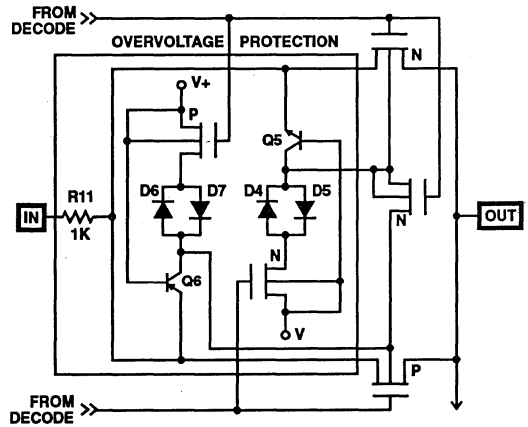 FROM
DECODE
OVERVOLTAGE PROTECTION
N
V+
P
Q5
R11
D6
D7
D4
D5
IN
1K
N
OUT
N
Q6
V
P
FROM
DECODE